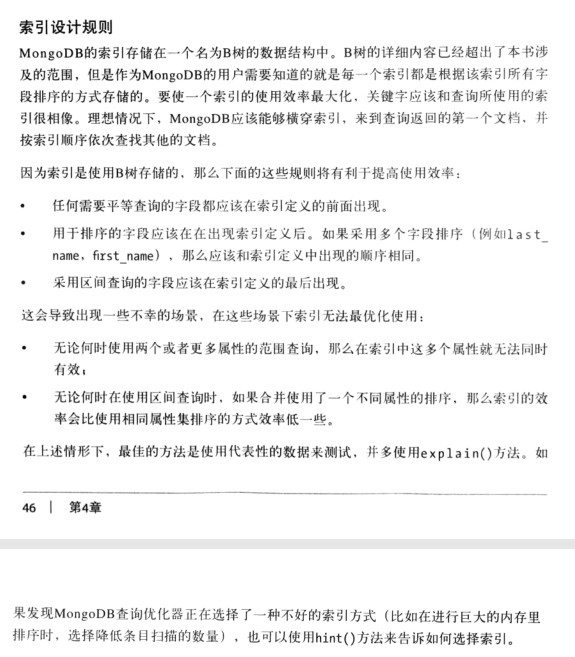 索引设计规则
MongoDB的索引存储在一个名为B树的数据结构中。B树的详细内容已经超出了本书涉
及的范围，但是作为MongoDB的用户需要知道的就是每一个索引都是根据该索引所有字
段排序的方式存储的。要使一个索引的使用效率最大化，关键字应该和查询所使用的索
引很相像。理想情况下，MongoDB应该能够横穿索引，来到查询返回的第一个文档，并
按索引顺序依次查找其他的文档。
因为索引是使用B树存储的，那么下面的这些规则将有利于提高使用效率：
• 任何需要平等查询的字段都应该在索引定义的前面出现。
• 用于排序的字段应该在在出现索引定义后。如果采用多个字段排序（例如last_
name，first_name），那么应该和索引定义中出现的顺序相同。
• 采用区间查询的字段应该在索引定义的最后出现。
这会导致出现一些不幸的场景，在这些场景下索引无法最优化使用：
• 无论何时使用两个或者更多属性的范围查询，那么在索引中这多个属性就无法同时
有效；
• 无论何时在使用区间查询时，如果合并使用了一个不同属性的排序，那么索引的效
率会比使用相同属性集排序的方式效率低一些。
在上述情形下，最佳的方法是使用代表性的数据来测试，并多使用explain()方法。如
46 | 第4章
果发现MongoDB查询优化器正在选择了一种不好的索引方式（比如在进行巨大的内存里
排序时，选择降低条目扫描的数量），也可以使用hint()方法来告诉如何选择索引。